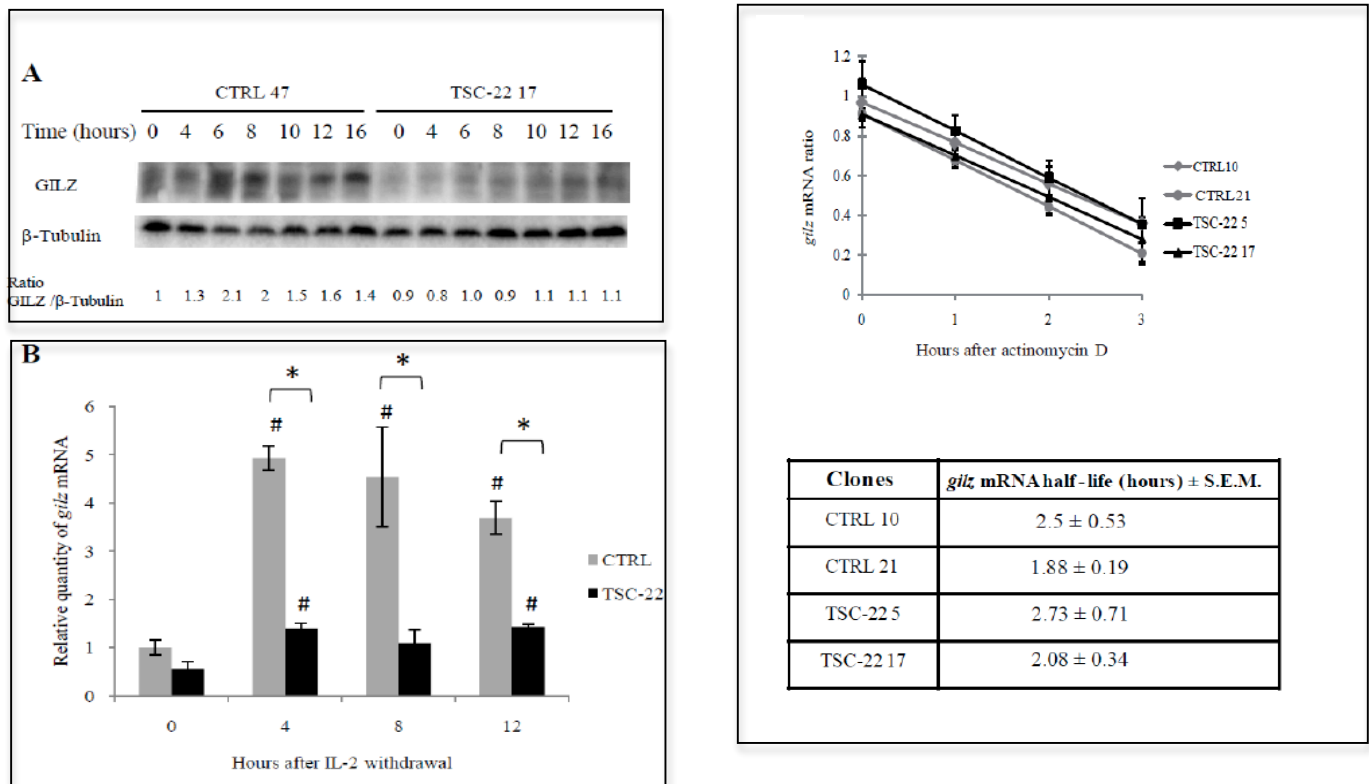 A
CTRL 47 TSC-22 17
Time (hours) 0 4 6 8 10 12 16 0 4 6 8 10 12 16
GILZ
β-Tubulin
Ratio
GILZ /β-Tubulin 1 1.3 2.1 2 1.5 1.6 1.4 0.9 0.8 1.0 0.9 1.1 1.1 1.1
B
Relative quantity of gilz mRNA
6
5
4
3
2
1
0
* * *
# # #
# #
CTRL
TSC-22
0 4 8 12
Hours after IL-2 withdrawal
gilz mRNA ratio
1.2
1
0.8
0.6
0.4
0.2
0
0 1 2 3
Hours after actinomycin D
CTRL10
CTRL21
TSC-22 5
TSC-22 17
Clones gilz mRNA half-life (hours) ± S.E.M.
CTRL 10 2.5 ± 0.53
CTRL 21 1.88 ± 0.19
TSC-22 5 2.73 ± 0.71
TSC-22 17 2.08 ± 0.34